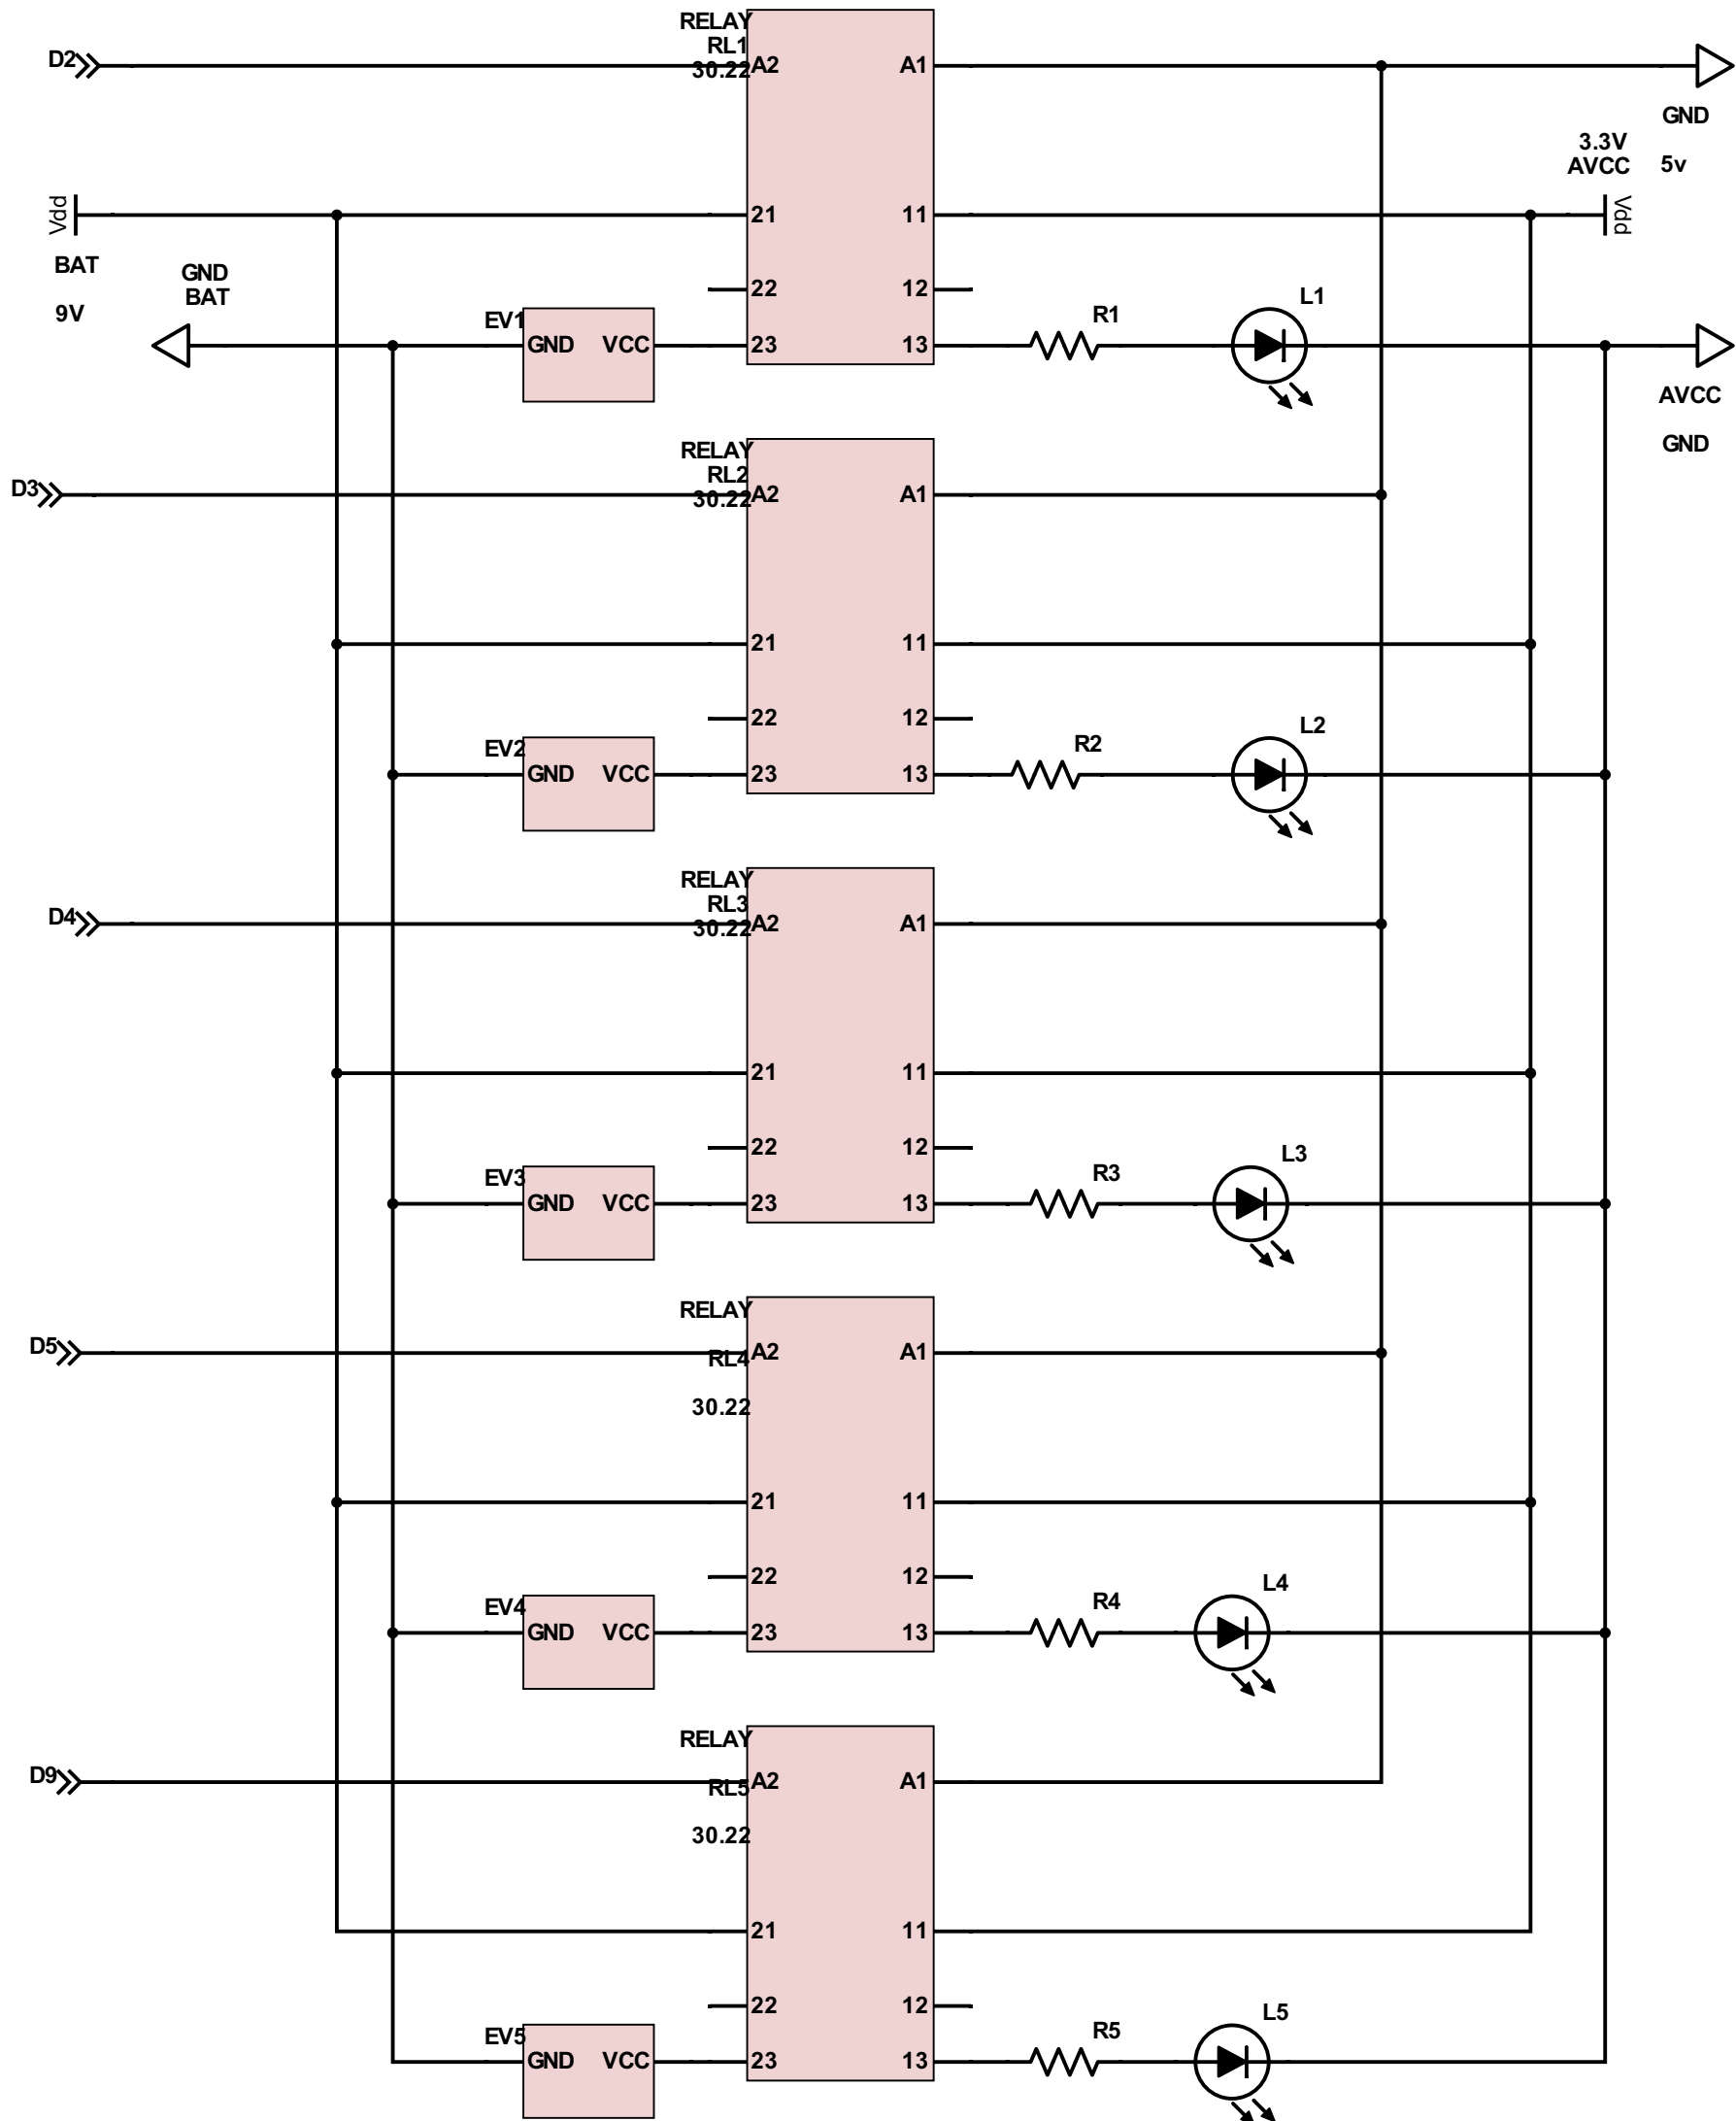 RELAY
RL1
30.22
D2
A2
A1
GND
3.3V
AVCC
5v
Vdd
21
11
Vdd
BAT
9V
GND
BAT
22
12
EV1
GND
VCC
23
13
R1
L1
AVCC
GND
RELAY
RL2
30.22
D3
A2
A1
21
11
22
12
EV2
GND
VCC
23
13
R2
L2
RELAY
RL3
30.22
D4
A2
A1
21
11
22
12
EV3
GND
VCC
23
13
R3
L3
RELAY
D5
A2
A1
RL4
30.22
21
11
22
12
EV4
GND
VCC
23
13
R4
L4
RELAY
D9
A2
A1
RL5
30.22
21
11
22
12
EV5
GND
VCC
23
13
R5
L5